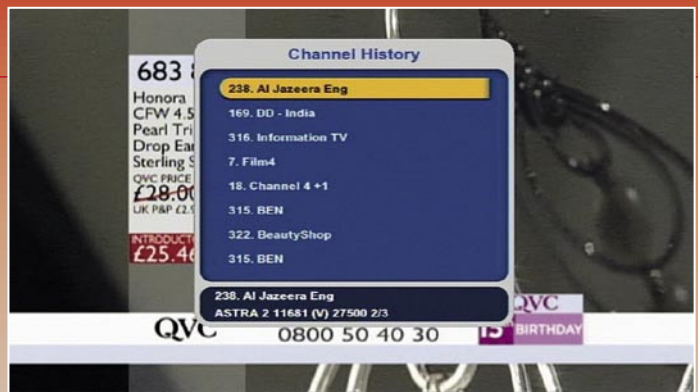 Channel History
683
238. Al Jazeera Eng
169. DD - India
316. Information TV
7. Film4
18. Channel 4 +1
315. BEN
322. BeautyShop
315. BEN
238. Al Jazeera Eng
ASTRA 2 11681 (V) 27500 2/3
Honora
CFW 4.5
Pearl Tri
Drop Ear
Sterling S
QVC PRICE
£28.00
UK P&P £2.9
INTRODUCT
£25.46
QVC
0800 50 40 30
QVC
15 BIRTHDAY